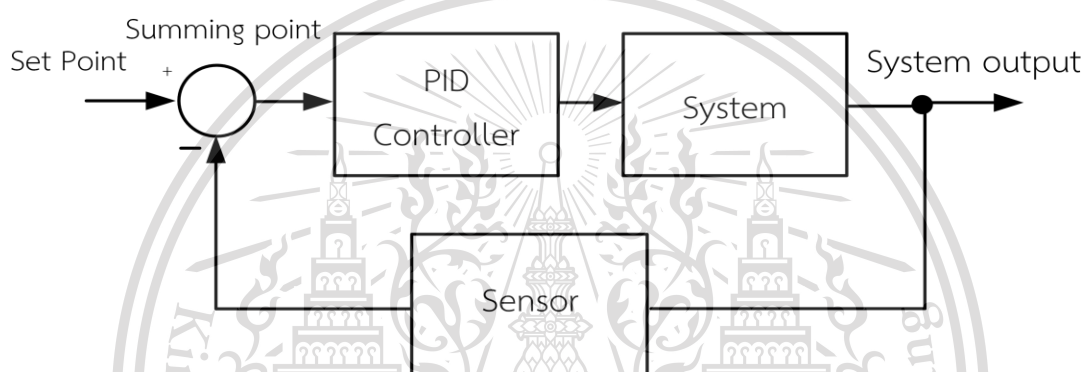 Summing point
Set Point
+
PID
Controller
System
System output
−
Sensor